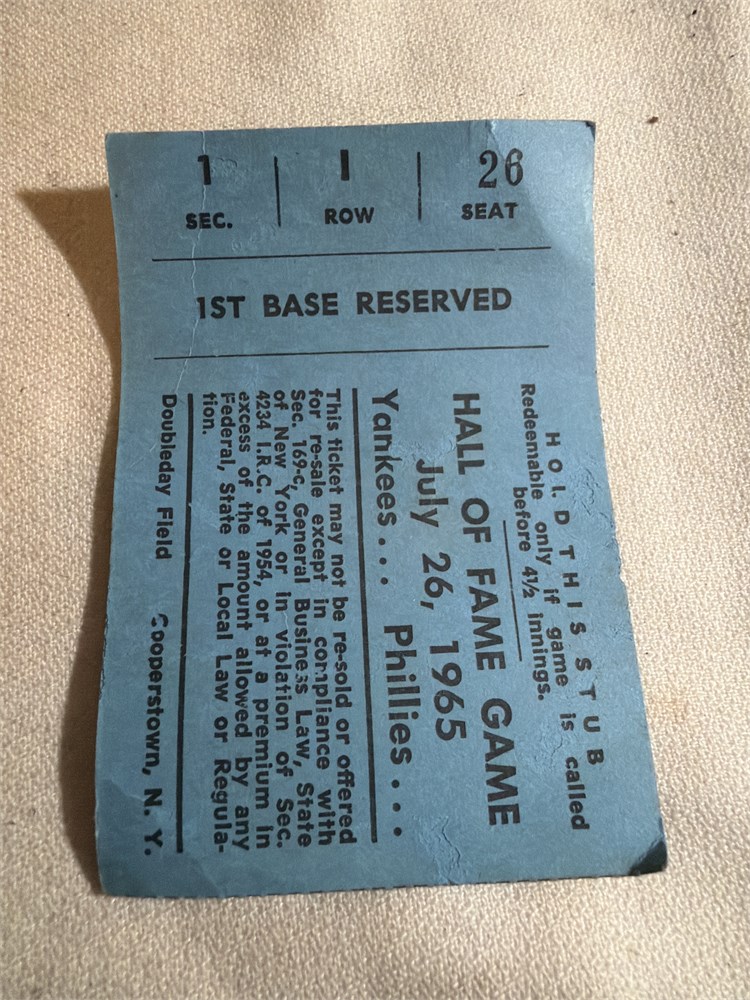 1 | I | 26
SEC. ROW SEAT
1ST BASE RESERVED
HOLD THIS STUB
Redeemable only if game is called
before 4½ innings.
HALL OF FAME GAME
July 26, 1965
Yankees... Phillies...
This ticket may not be re-sold or offered
for re-sale except in compliance with
Sec. 169-c, General Business Law, State
of New York or in violation of Sec.
4234 I.R.C. of 1954, or at a premium in
excess of the amount allowed by any
Federal, State or Local Law or Regula-
tion.
Doubleday Field Cooperstown, N. Y.